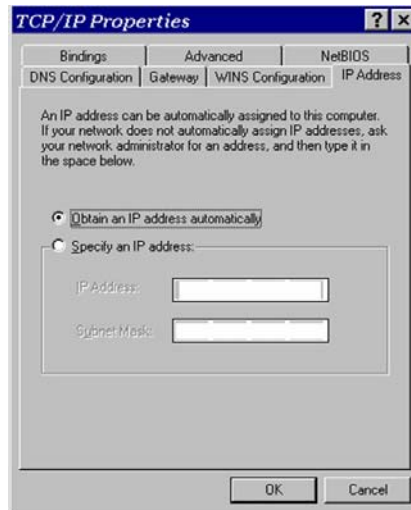 TCP/IP Properties
Bindings Advanced NetBIOS
DNS Configuration Gateway WINS Configuration IP Address
An IP address can be automatically assigned to this computer.
If your network does not automatically assign IP addresses, ask
your network administrator for an address, and then type it in
the space below.
Obtain an IP address automatically
Specify an IP address:
IP Address:
Subnet Mask:
OK Cancel